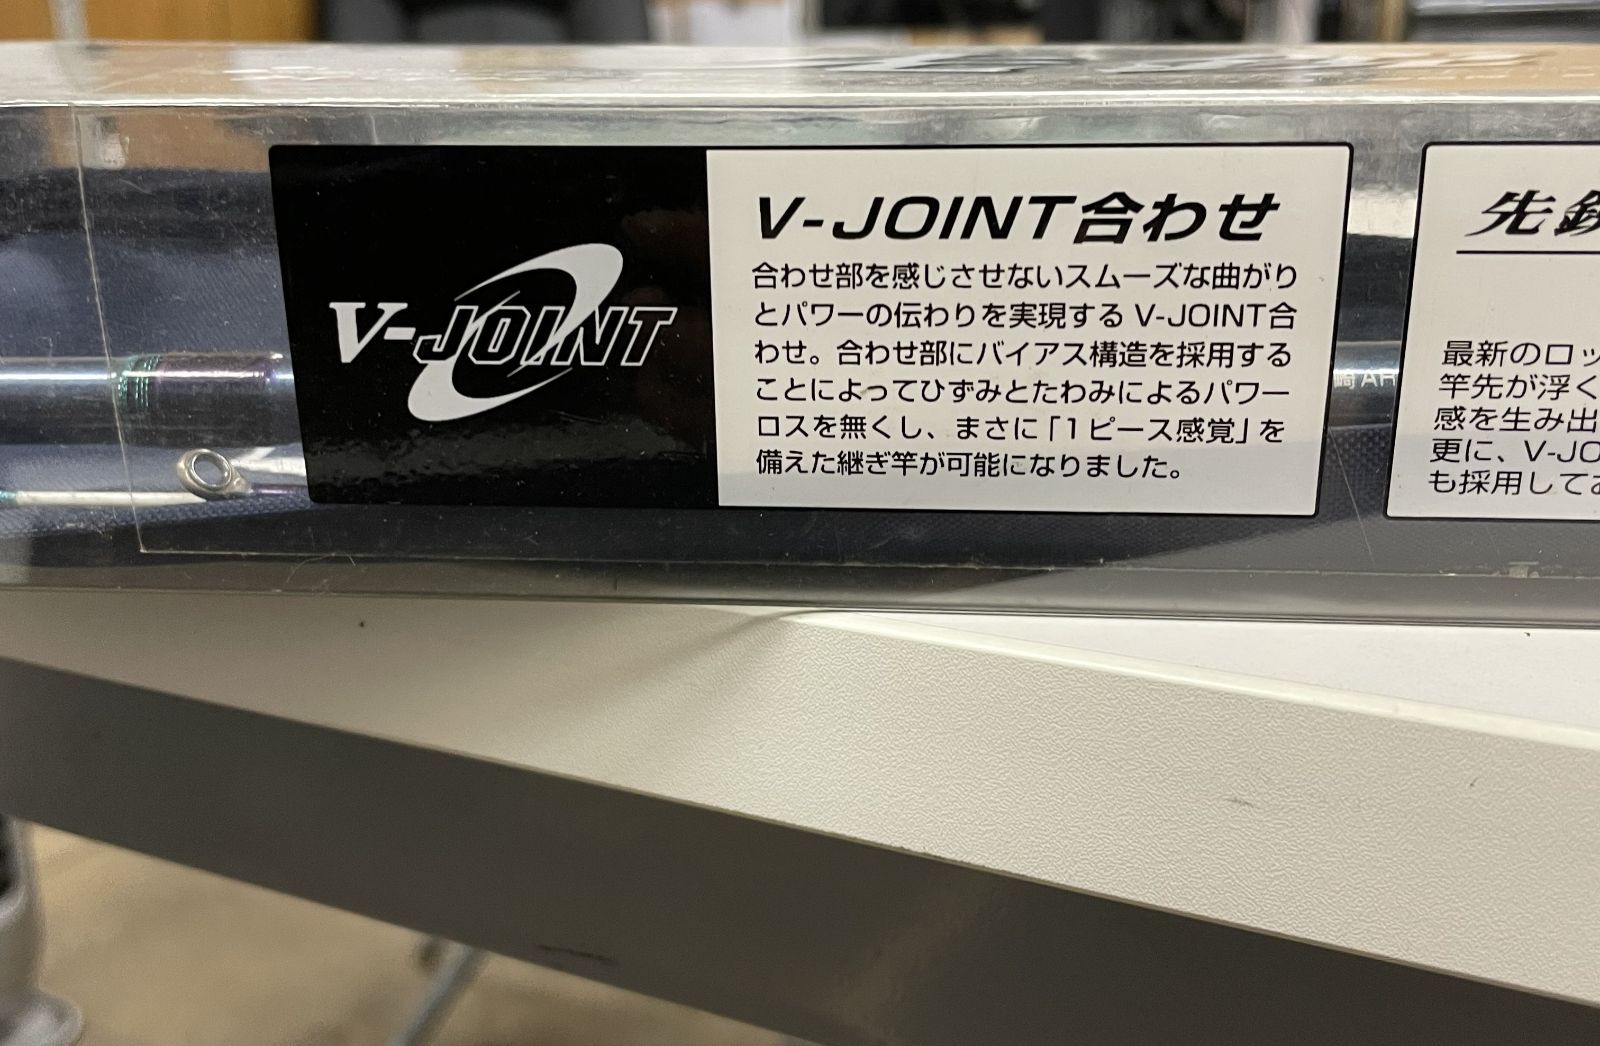 V-JOINT
V-JOINT合わせ
合わせ部を感じさせないスムーズな曲がり
とパワーの伝わりを実現する V-JOINT合
わせ。合わせ部にバイアス構造を採用する
ことによってひずみとたわみによるパワー
ロスを無くし、まさに「1ピース感覚」を
備えた継ぎ竿が可能になりました。
崎 AR
先
最新のロッ
竿先が浮く
感を生み出
更に、V-JO
も採用して